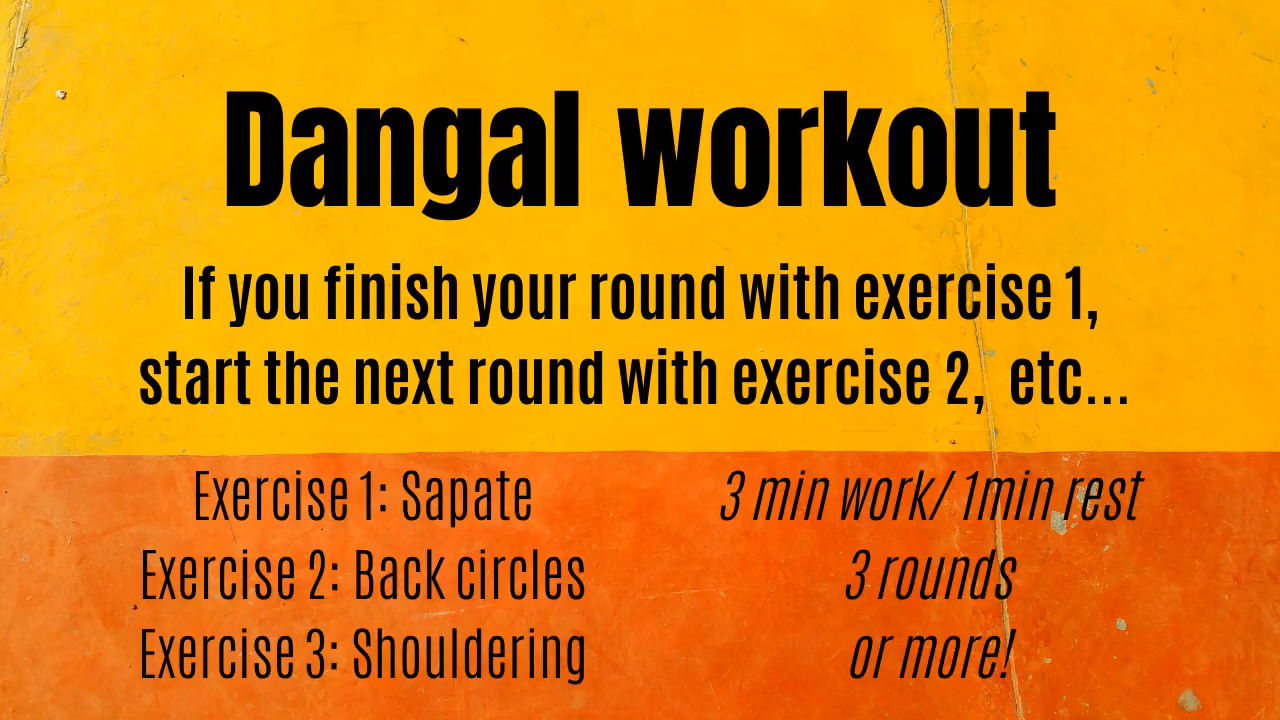 Dangal workout
If you finish your round with exercise 1,
start the next round with exercise 2, etc...
Exercise 1: Sapate
Exercise 2: Back circles
Exercise 3: Shouldering
3 min work/ 1min rest
3 rounds
or more!